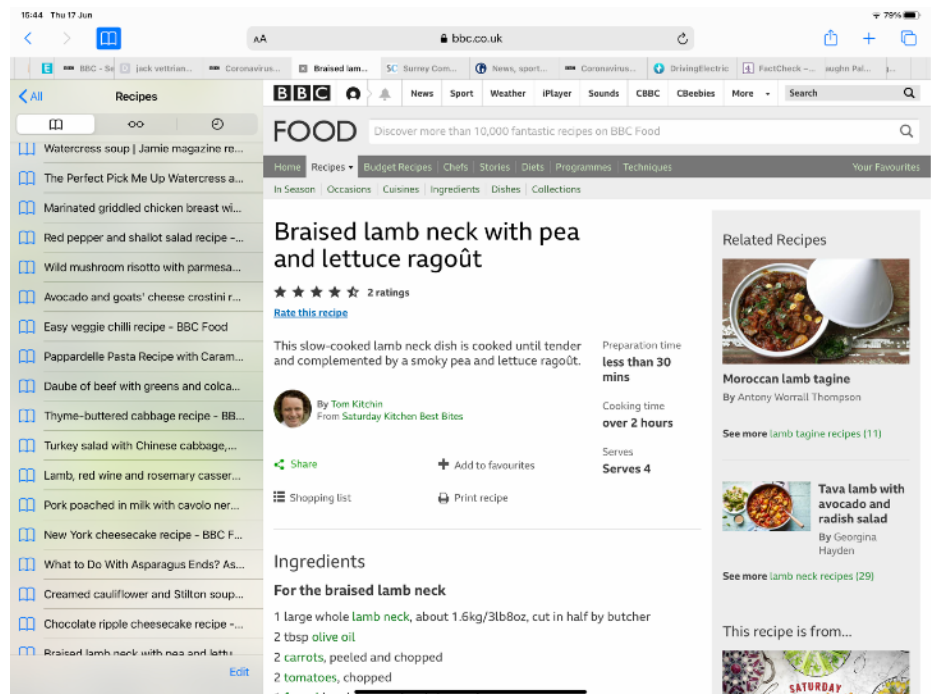 15:44 Thu 17 Jun
79%
AA
bbc.co.uk
E
BBC - Se
jack vettrian...
Coronavirus...
Braised lam...
SC Surrey Com...
News, sport...
Coronavirus...
DrivingElectric
FactCheck –...
aughn Pal...
All
Recipes
Watercress soup | Jamie magazine re...
The Perfect Pick Me Up Watercress a...
Marinated griddled chicken breast wi...
Red pepper and shallot salad recipe -...
Wild mushroom risotto with parmesa...
Avocado and goats' cheese crostini r...
Easy veggie chilli recipe - BBC Food
Pappardelle Pasta Recipe with Caram...
Daube of beef with greens and colca...
Thyme-buttered cabbage recipe - BB...
Turkey salad with Chinese cabbage,...
Lamb, red wine and rosemary casser...
Pork poached in milk with cavolo ner...
New York cheesecake recipe - BBC F...
What to Do With Asparagus Ends? As...
Creamed cauliflower and Stilton soup...
Chocolate ripple cheesecake recipe -...
Braised lamb neck with pea and lettu...
Edit
BBC
News Sport Weather iPlayer Sounds CBBC CBeebies More Search
FOOD
Discover more than 10,000 fantastic recipes on BBC Food
Home Recipes Budget Recipes Chefs Stories Diets Programmes Techniques Your Favourites
In Season Occasions Cuisines Ingredients Dishes Collections
Braised lamb neck with pea
and lettuce ragoût
2 ratings
Rate this recipe
This slow-cooked lamb neck dish is cooked until tender
and complemented by a smoky pea and lettuce ragoût.
By Tom Kitchin
From Saturday Kitchen Best Bites
Preparation time
less than 30
mins
Cooking time
over 2 hours
Serves
Serves 4
Share
Add to favourites
Shopping list
Print recipe
Ingredients
For the braised lamb neck
1 large whole lamb neck, about 1.6kg/3lb8oz, cut in half by butcher
2 tbsp olive oil
2 carrots, peeled and chopped
2 tomatoes, chopped
Related Recipes
Moroccan lamb tagine
By Antony Worrall Thompson
See more lamb tagine recipes (11)
Tava lamb with
avocado and
radish salad
By Georgina
Hayden
See more lamb neck recipes (29)
This recipe is from...
SATURDAY